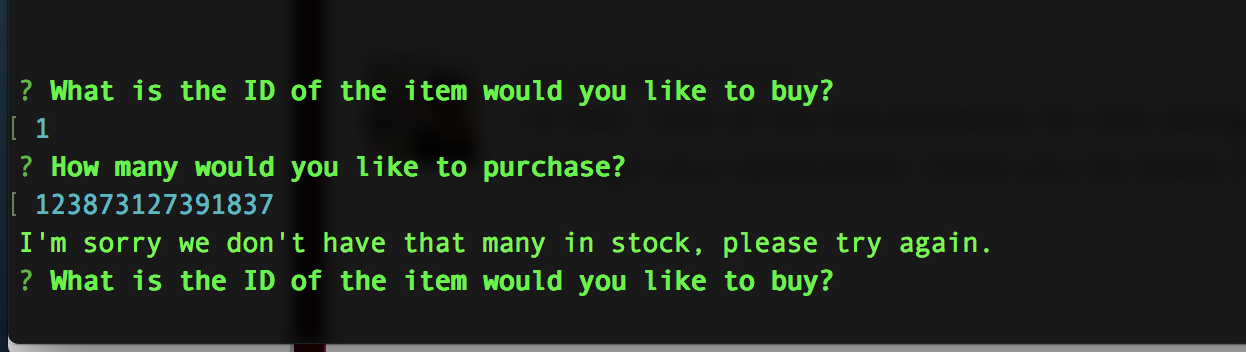 ? What is the ID of the item would you like to buy?
[ 1
? How many would you like to purchase?
[ 123873127391837
I'm sorry we don't have that many in stock, please try again.
? What is the ID of the item would you like to buy?